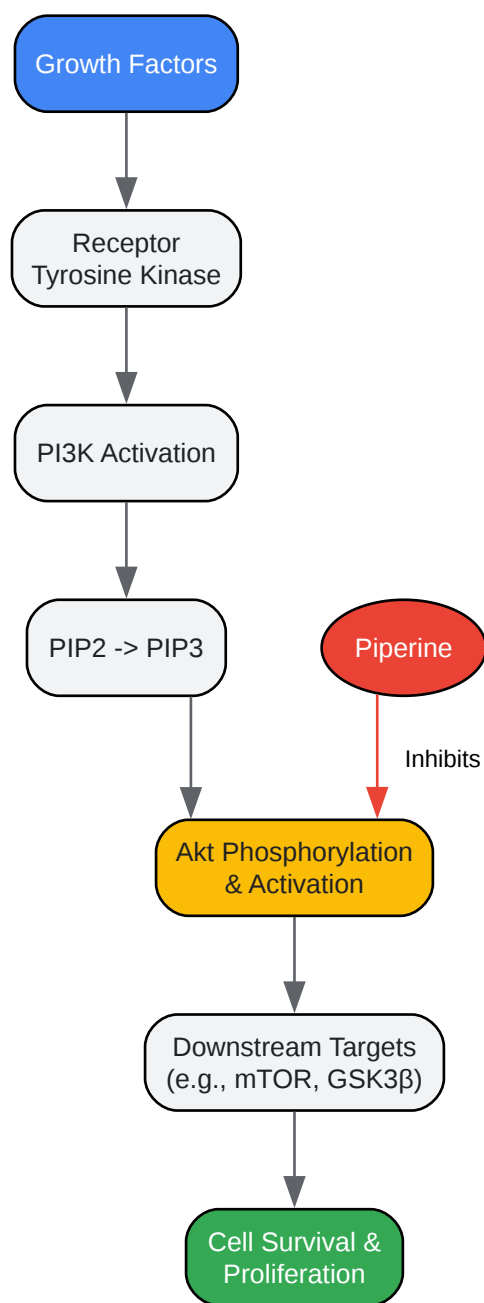 Growth Factors
Receptor
Tyrosine Kinase
PI3K Activation
PIP2 -> PIP3
Piperine
Inhibits
Akt Phosphorylation
& Activation
Downstream Targets
(e.g., mTOR, GSK3β)
Cell Survival &
Proliferation